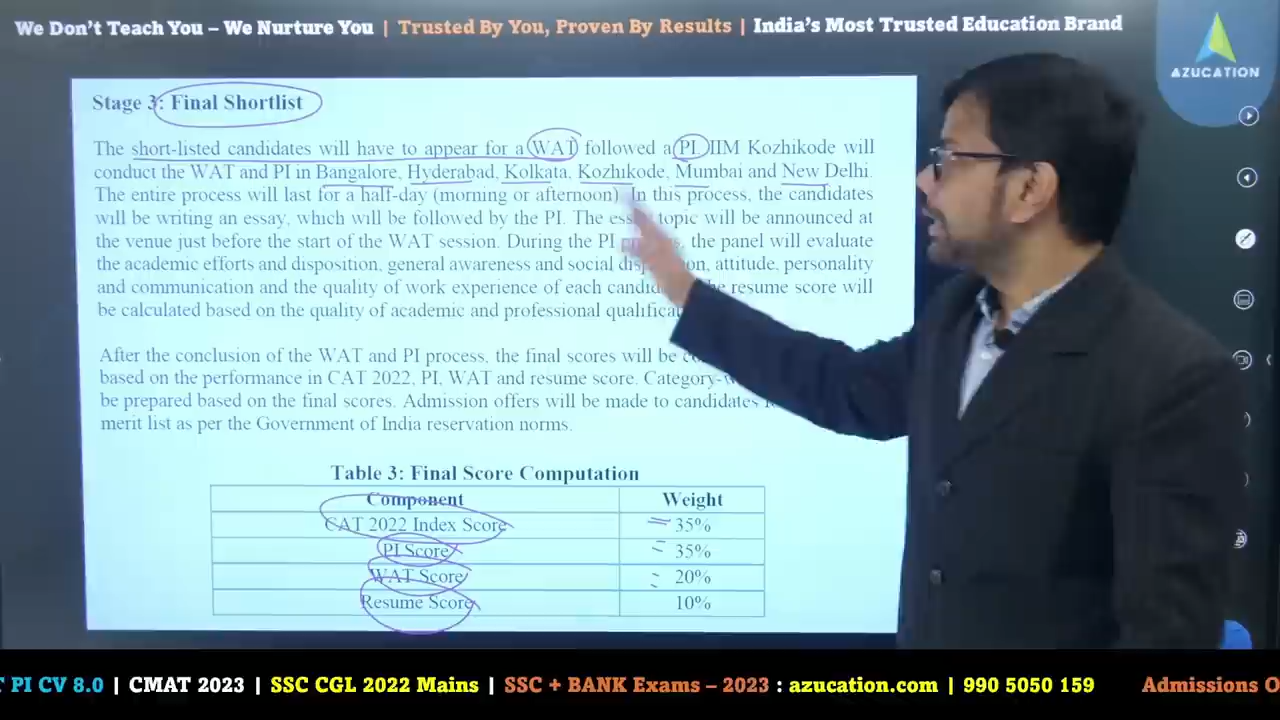 We Don't Teach You – We Nurture You | Trusted By You, Proven By Results | India's Most Trusted Education Brand
AZUCATION
Stage 3: Final Shortlist
The short-listed candidates will have to appear for a WAT followed a PI IIM Kozhikode will
conduct the WAT and PI in Bangalore, Hyderabad, Kolkata, Kozhikode, Mumbai and New Delhi.
The entire process will last for a half-day (morning or afternoon). In this process, the candidates
will be writing an essay, which will be followed by the PI. The topic will be announced at
the venue just before the start of the WAT session. During the PI the panel will evaluate
the academic efforts and disposition, general awareness and social attitude, personality
and communication and the quality of work experience of each resume score will
be calculated based on the quality of academic and professional
After the conclusion of the WAT and PI process, the final scores will be
based on the performance in CAT 2022, PI, WAT and resume score.
be prepared based on the final scores. Admission offers will be made to candidates
merit list as per the Government of India reservation norms.
Table 3: Final Score Computation
Component Weight
CAT 2022 Index Score 35%
PI Score 35%
WAT Score 20%
Resume Score 10%
PI CV 8.0 | CMAT 2023 | SSC CGL 2022 Mains | SSC + BANK Exams – 2023 : azucation.com | 990 5050 159 Admissions